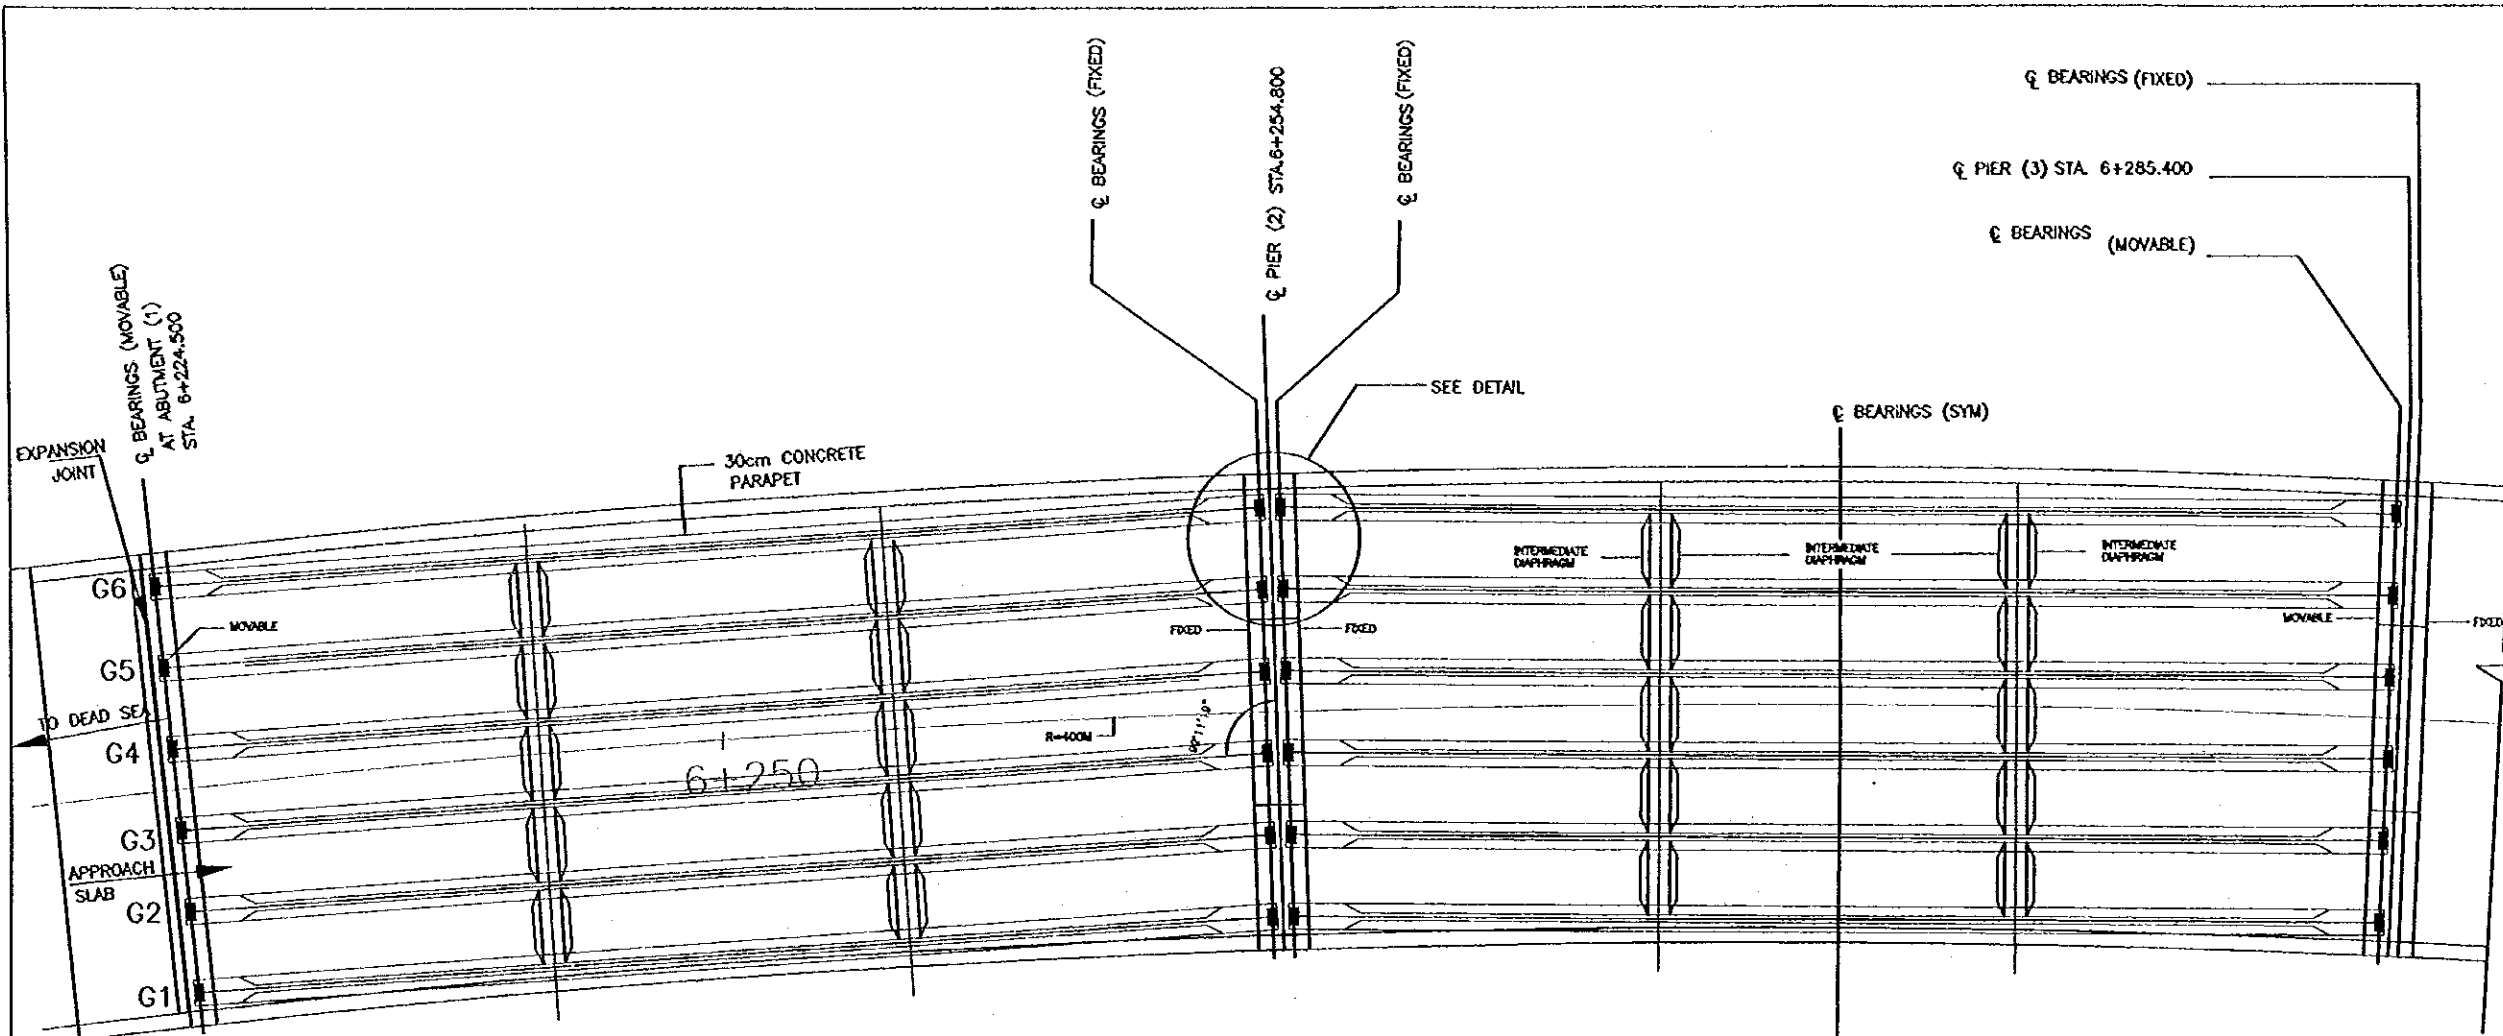 ℄ BEARINGS (FIXED)
℄ PIER (2) STA.6+254.800
℄ BEARINGS (FIXED)
℄ BEARINGS (FIXED)
℄ PIER (3) STA. 6+285.400
℄ BEARINGS (MOVABLE)
℄ BEARINGS (MOVABLE)
AT ABUTMENT (1)
STA. 6+224.500
EXPANSION
JOINT
30cm CONCRETE
PARAPET
SEE DETAIL
℄ BEARINGS (SYM)
INTERMEDIATE
DIAPHRAGM
INTERMEDIATE
DIAPHRAGM
INTERMEDIATE
DIAPHRAGM
G6
MOVABLE
FIXED
FIXED
MOVABLE
FIXED
G5
TO DEAD SEA
G4
R=400M
6+250
G3
APPROACH
SLAB
G2
G1